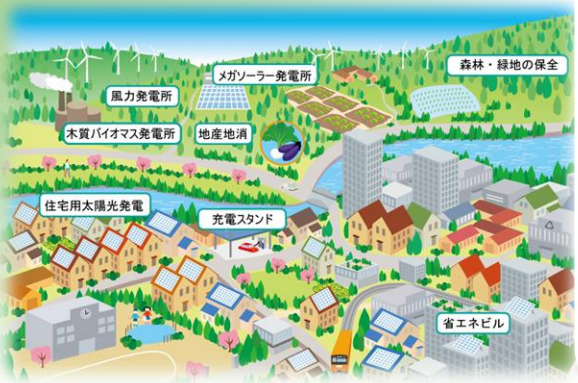 メガソーラー発電所
森林・緑地の保全
風力発電所
木質バイオマス発電所
地産地消
住宅用太陽光発電
充電スタンド
省エネビル